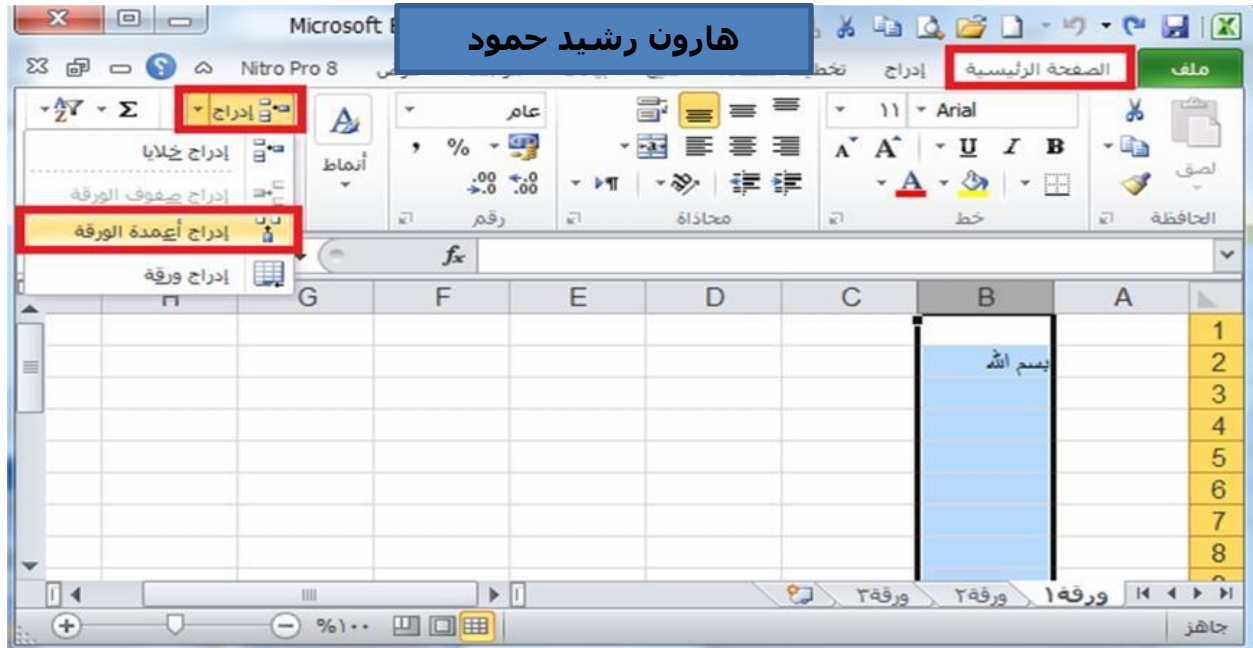 Microsoft
هارون رشيد حمود
ملف
الصفحة الرئيسية
إدراج
Nitro Pro 8
لصق
Arial
١١
عام
أنماط
إدراج
Σ
B I U
%
الحافظة
خط
محاذاة
رقم
إدراج خلايا
إدراج صفوف الورقة
إدراج أعمدة الورقة
إدراج ورقة
fx
A B C D E F G H
1
2 بسم الله
3
4
5
6
7
8
ورقة١ ورقة٢ ورقة٣
جاهز
%١٠٠